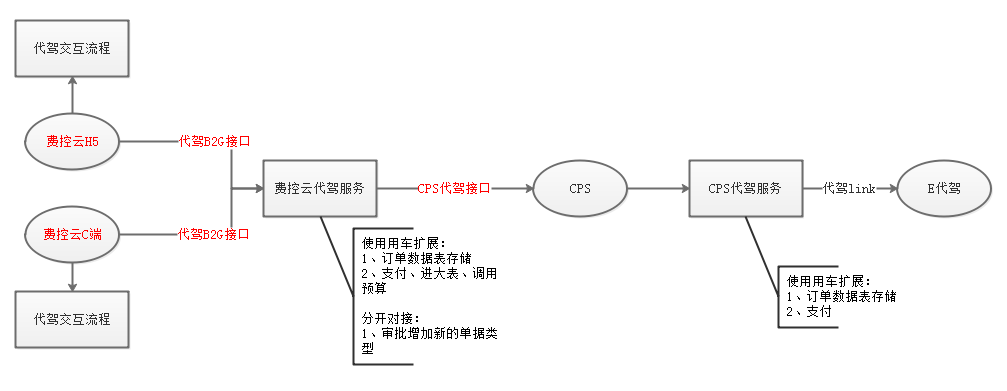 代驾交互流程
费控云H5
代驾B2G接口
费控云代驾服务
CPS代驾接口
CPS
CPS代驾服务
代驾link
E代驾
费控云C端
代驾B2G接口
代驾交互流程
使用用车扩展：
1、订单数据表存储
2、支付、进大表、调用
预算
分开对接：
1、审批增加新的单据类
型
使用用车扩展：
1、订单数据表存储
2、支付